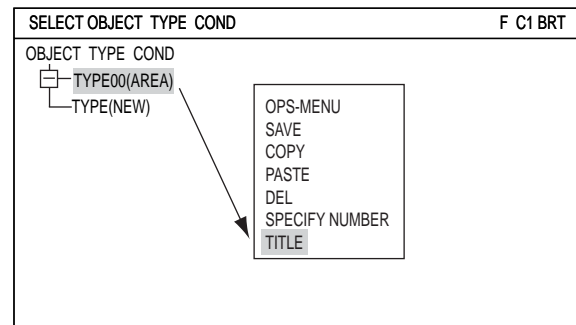 SELECT OBJECT TYPE COND F C1 BRT
OBJECT TYPE COND
TYPE00(AREA)
TYPE(NEW)
OPS-MENU
SAVE
COPY
PASTE
DEL
SPECIFY NUMBER
TITLE